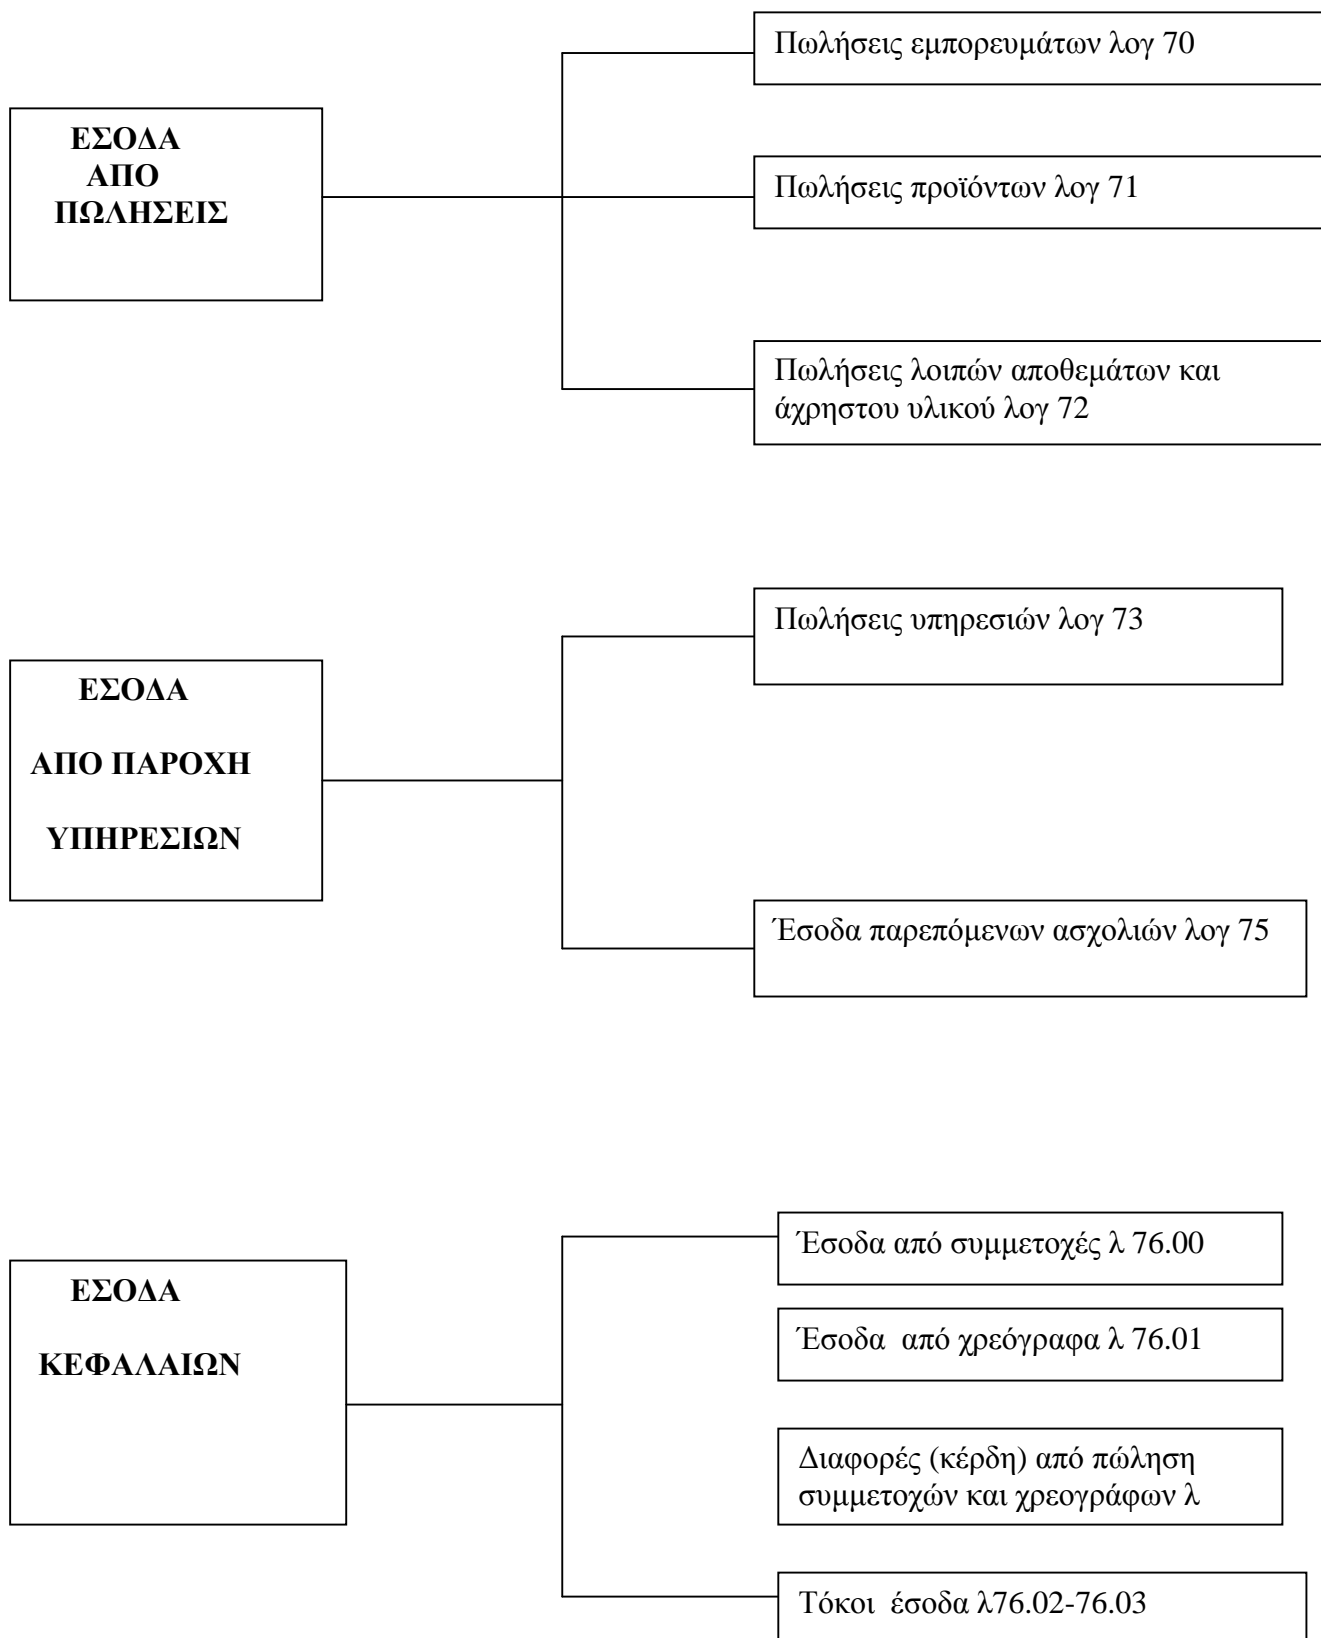 Πωλήσεις εμπορευμάτων λογ 70
ΕΣΟΔΑ
ΑΠΟ
ΠΩΛΗΣΕΙΣ
Πωλήσεις προϊόντων λογ 71
Πωλήσεις λοιπών αποθεμάτων και
άχρηστου υλικού λογ 72
Πωλήσεις υπηρεσιών λογ 73
ΕΣΟΔΑ
ΑΠΟ ΠΑΡΟΧΗ
ΥΠΗΡΕΣΙΩΝ
Έσοδα παρεπόμενων ασχολιών λογ 75
Έσοδα από συμμετοχές λ 76.00
ΕΣΟΔΑ
ΚΕΦΑΛΑΙΩΝ
Έσοδα από χρεόγραφα λ 76.01
Διαφορές (κέρδη) από πώληση
συμμετοχών και χρεογράφων λ
Τόκοι έσοδα λ76.02-76.03